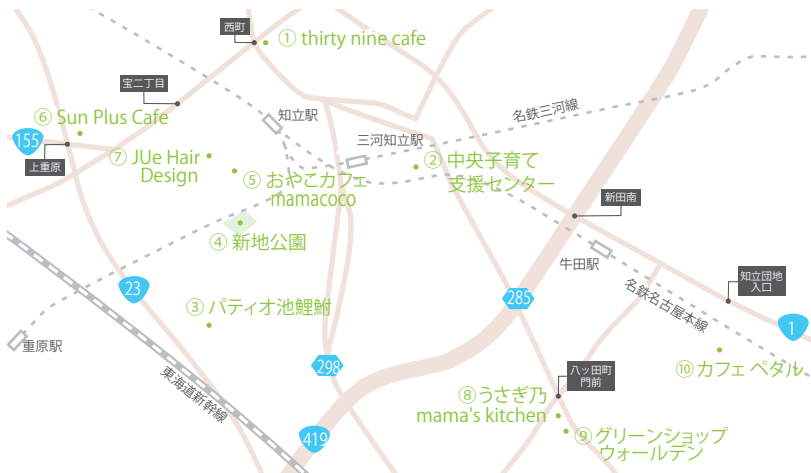 西町
① thirty nine cafe
宝二丁目
⑥ Sun Plus Cafe
知立駅
名鉄三河線
155
上重原
三河知立駅
⑦ JUe Hair
Design
② 中央子育て
支援センター
⑤ おやこカフェ
mamacoco
新田南
④ 新地公園
牛田駅
知立団地
入口
23
285
名鉄名古屋本線
③ パティオ池鯉鮒
1
重原駅
298
八ッ田町
門前
⑩ カフェ ペタル
東海道新幹線
⑧ うさぎ乃
mama's kitchen
419
⑨ グリーンショップ
ウォールデン